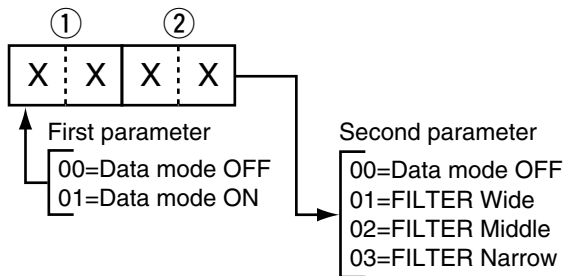 ① ②
X X X X
First parameter
00=Data mode OFF
01=Data mode ON
Second parameter
00=Data mode OFF
01=FILTER Wide
02=FILTER Middle
03=FILTER Narrow